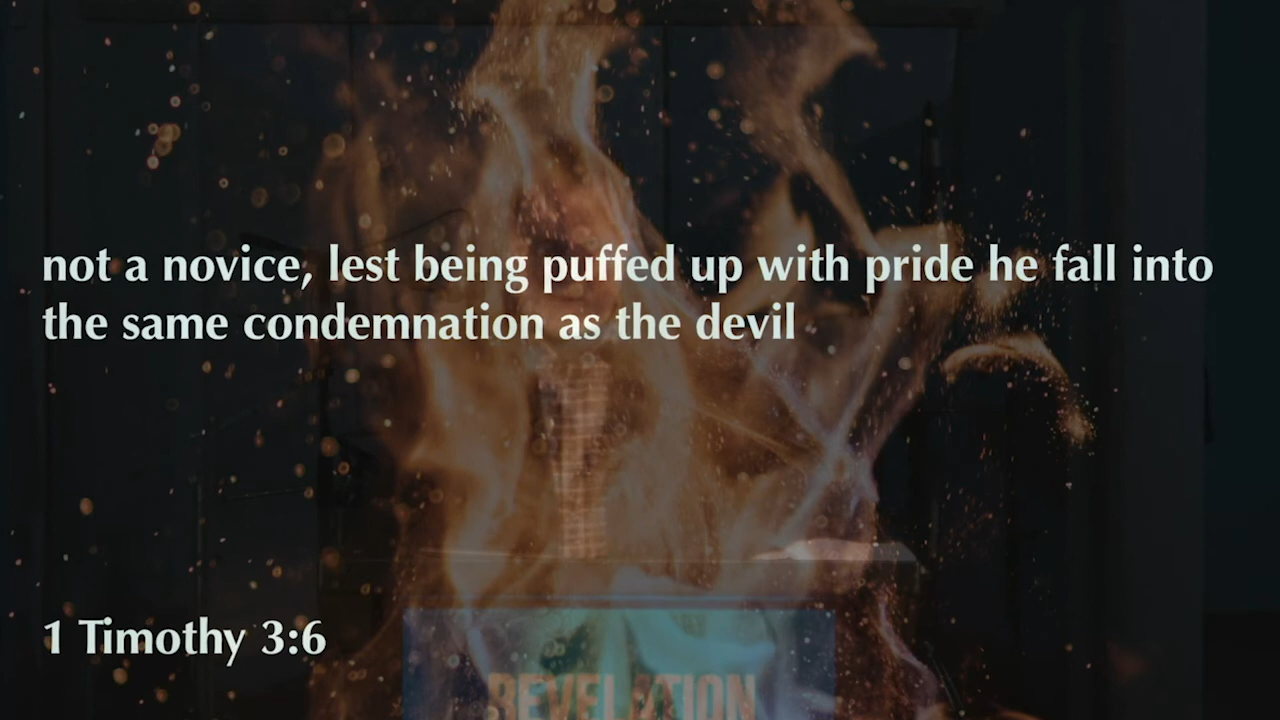 not a novice, lest being puffed up with pride he fall into
the same condemnation as the devil
1 Timothy 3:6
REVELATION